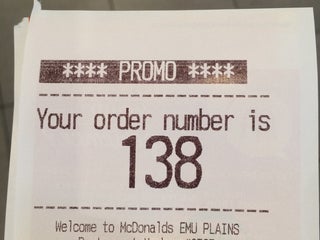 **** PROMO ****
Your order number is
138
Welcome to McDonalds EMU PLAINS